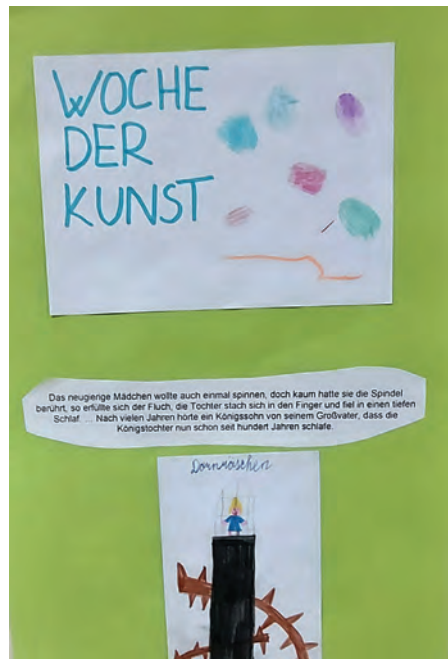 WOCHE
DER
KUNST
Das neugierige Mädchen wollte auch einmal spinnen, doch kaum hatte sie die Spindel
berührt, so erfüllte sich der Fluch, die Tochter stach sich in den Finger und fiel in einen tiefen
Schlaf. ... Nach vielen Jahren hörte ein Königssohn von seinem Großvater, dass die
Königstochter nun schon seit hundert Jahren schlafe.
Dornröschen